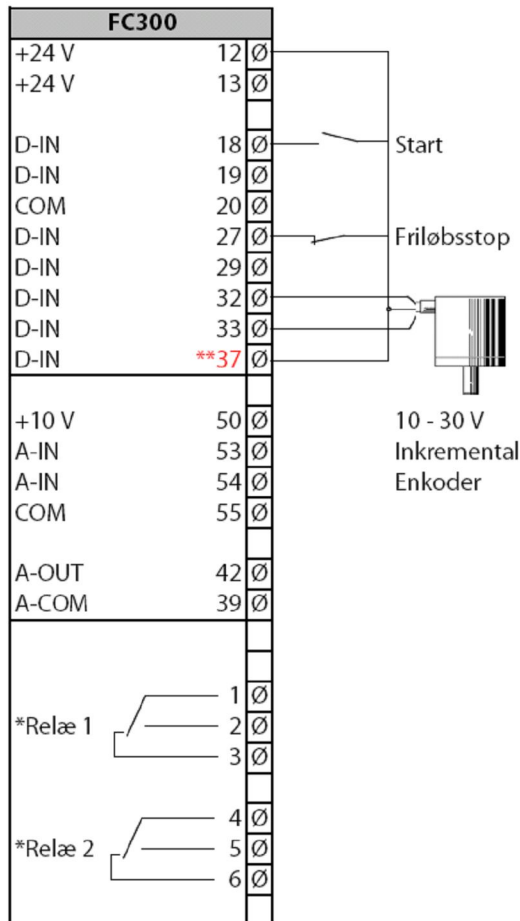 FC300
+24 V 12 Ø
+24 V 13 Ø
D-IN 18 Ø Start
D-IN 19 Ø
COM 20 Ø
D-IN 27 Ø Friløbsstop
D-IN 29 Ø
D-IN 32 Ø
D-IN 33 Ø
D-IN **37 Ø
+10 V 50 Ø 10 - 30 V
A-IN 53 Ø Inkremental
A-IN 54 Ø Enkoder
COM 55 Ø
A-OUT 42 Ø
A-COM 39 Ø
1 Ø
*Relæ 1 2 Ø
3 Ø
4 Ø
*Relæ 2 5 Ø
6 Ø